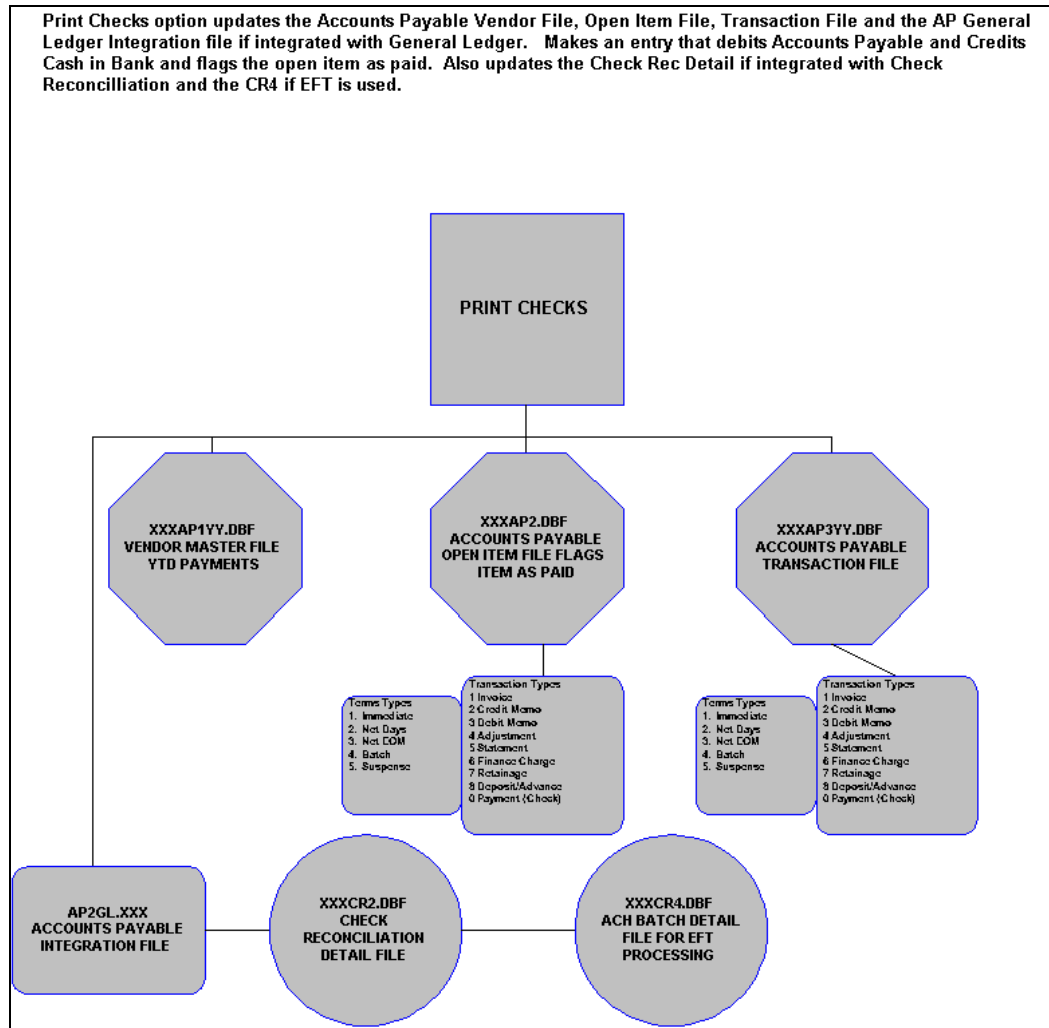 Print Checks option updates the Accounts Payable Vendor File, Open Item File, Transaction File and the AP General
Ledger Integration file if integrated with General Ledger.   Makes an entry that debits Accounts Payable and Credits
Cash in Bank and flags the open item as paid.  Also updates the Check Rec Detail if integrated with Check
Reconcilliation and the CR4 if EFT is used.
PRINT CHECKS
XXXAP1YY.DBF
VENDOR MASTER FILE
YTD PAYMENTS
XXXAP2.DBF
ACCOUNTS PAYABLE
OPEN ITEM FILE FLAGS
ITEM AS PAID
XXXAP3YY.DBF
ACCOUNTS PAYABLE
TRANSACTION FILE
Terms Types
1. Immediate
2. Net Days
3. Net EOM
4. Batch
5. Suspense
Transaction Types
1 Invoice
2 Credit Memo
3 Debit Memo
4 Adjustment
5 Statement
6 Finance Charge
7 Retainage
8 Deposit/Advance
0 Payment (Check)
Terms Types
1. Immediate
2. Net Days
3. Net EOM
4. Batch
5. Suspense
Transaction Types
1 Invoice
2 Credit Memo
3 Debit Memo
4 Adjustment
5 Statement
6 Finance Charge
7 Retainage
8 Deposit/Advance
0 Payment (Check)
AP2GL.XXX
ACCOUNTS PAYABLE
INTEGRATION FILE
XXXCR2.DBF
CHECK
RECONCILIATION
DETAIL FILE
XXXCR4.DBF
ACH BATCH DETAIL
FILE FOR EFT
PROCESSING